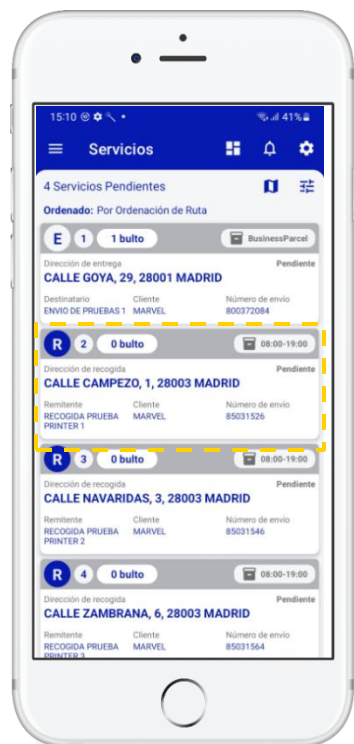 15:10 41%
Servicios
4 Servicios Pendientes
Ordenado: Por Ordenación de Ruta
E 1 1 bulto BusinessParcel
Dirección de entrega Pendiente
CALLE GOYA, 29, 28001 MADRID
Destinatario Cliente Número de envío
ENVIO DE PRUEBAS 1 MARVEL 800372084
R 2 0 bulto 08:00-19:00
Dirección de recogida Pendiente
CALLE CAMPEZO, 1, 28003 MADRID
Remitente Cliente Número de envío
RECOGIDA PRUEBA MARVEL 85031526
PRINTER 1
R 3 0 bulto 08:00-19:00
Dirección de recogida Pendiente
CALLE NAVARIDAS, 3, 28003 MADRID
Remitente Cliente Número de envío
RECOGIDA PRUEBA MARVEL 85031546
PRINTER 2
R 4 0 bulto 08:00-19:00
Dirección de recogida Pendiente
CALLE ZAMBRANA, 6, 28003 MADRID
Remitente Cliente Número de envío
RECOGIDA PRUEBA MARVEL 85031564
PRINTER 3